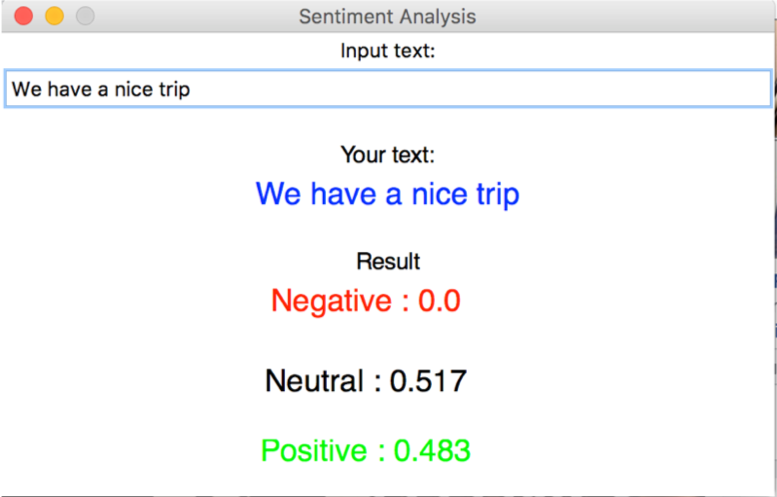 Sentiment Analysis
Input text:
We have a nice trip
Your text:
We have a nice trip
Result
Negative : 0.0
Neutral : 0.517
Positive : 0.483